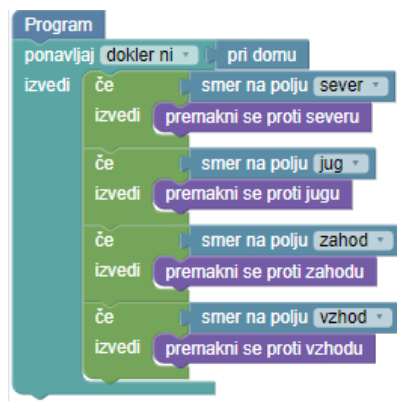 Program
ponavljaj dokler ni pri domu
izvedi če smer na polju sever
izvedi premakni se proti severu
če smer na polju jug
izvedi premakni se proti jugu
če smer na polju zahod
izvedi premakni se proti zahodu
če smer na polju vzhod
izvedi premakni se proti vzhodu